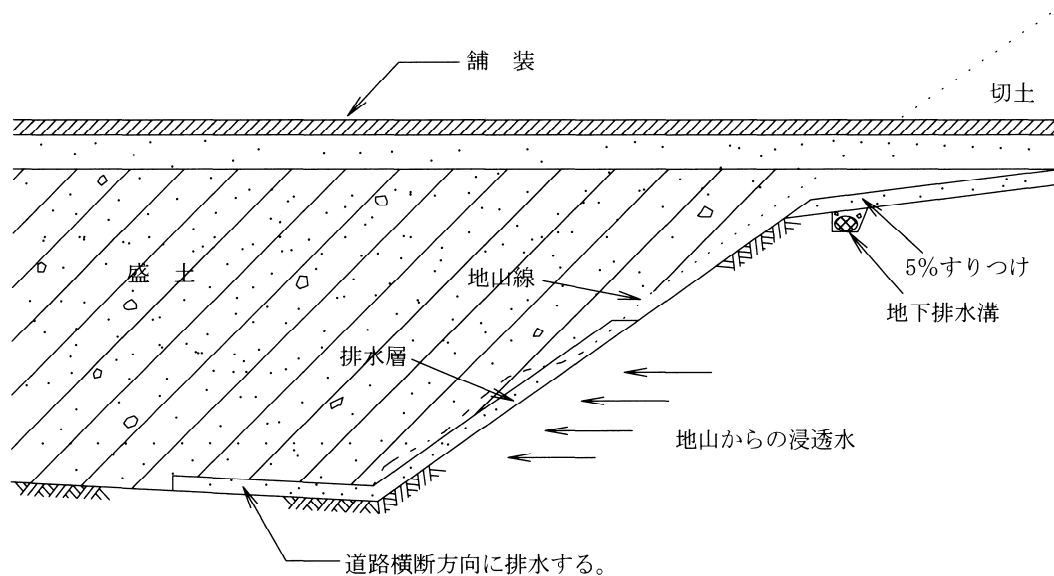 舗 装
切土
盛 土
地山線
5%すりつけ
地下排水溝
排水層
地山からの浸透水
道路横断方向に排水する。